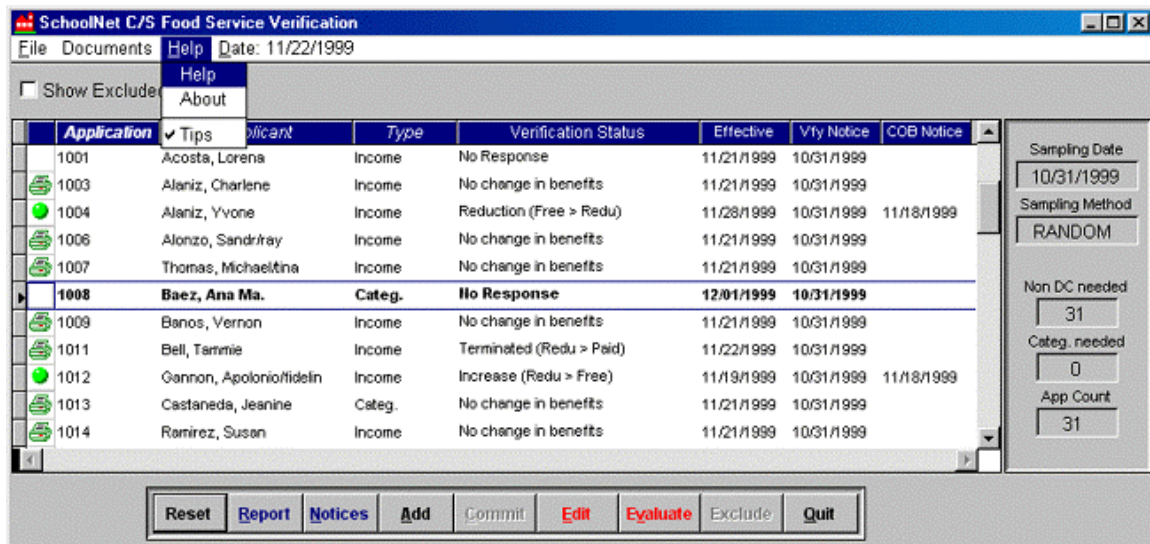 SchoolNet C/S Food Service Verification
File Documents Help Date: 11/22/1999
Help
About
✓ Tips
Show Exclude
Application plicant Type Verification Status Effective Vfy Notice COB Notice
1001 Acosta, Lorena Income No Response 11/21/1999 10/31/1999
1003 Alaniz, Charlene Income No change in benefits 11/21/1999 10/31/1999
1004 Alaniz, Yvone Income Reduction (Free > Redu) 11/28/1999 10/31/1999 11/18/1999
1006 Alonzo, Sandr/ray Income No change in benefits 11/21/1999 10/31/1999
1007 Thomas, Michael/tina Income No change in benefits 11/21/1999 10/31/1999
1008 Baez, Ana Ma. Categ. No Response 12/01/1999 10/31/1999
1009 Banos, Vernon Income No change in benefits 11/21/1999 10/31/1999
1011 Bell, Tammie Income Terminated (Redu > Paid) 11/22/1999 10/31/1999
1012 Gannon, Apolonio/fidelin Income Increase (Redu > Free) 11/19/1999 10/31/1999 11/18/1999
1013 Castaneda, Jeanine Categ. No change in benefits 11/21/1999 10/31/1999
1014 Ramirez, Susan Income No change in benefits 11/21/1999 10/31/1999
Sampling Date
10/31/1999
Sampling Method
RANDOM
Non DC needed
31
Categ. needed
0
App Count
31
Reset Report Notices Add Commit Edit Evaluate Exclude Quit